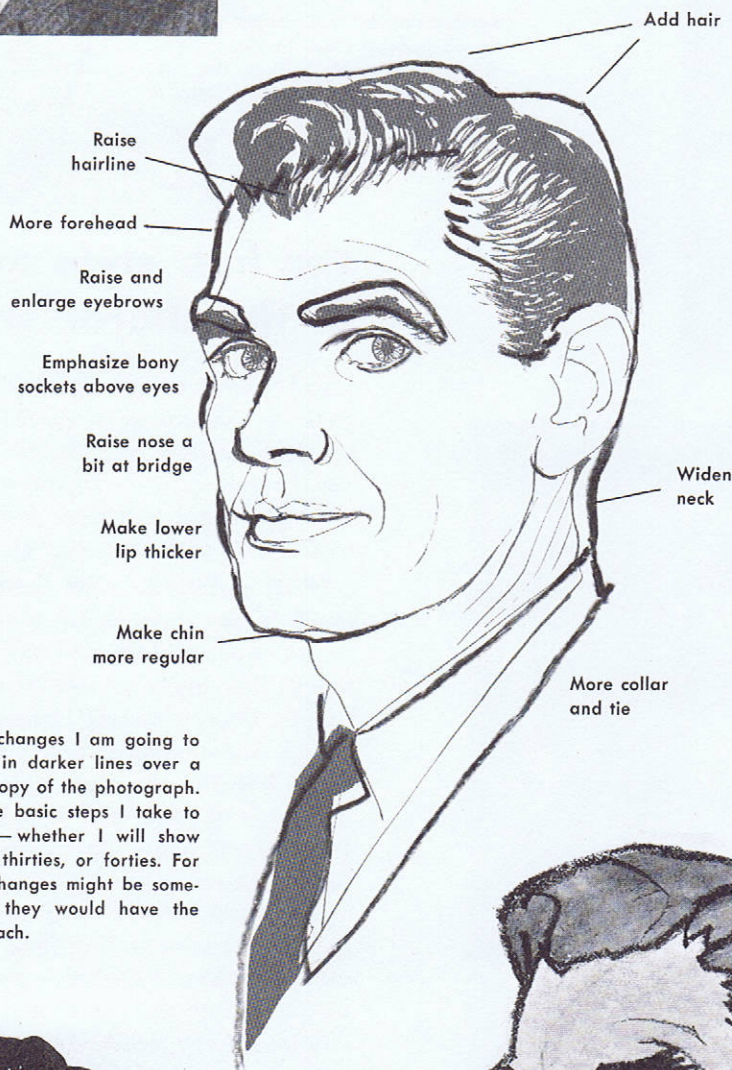 Add hair
Raise
hairline
More forehead
Raise and
enlarge eyebrows
Emphasize bony
sockets above eyes
Raise nose a
bit at bridge
Widen
neck
Make lower
lip thicker
Make chin
more regular
More collar
and tie
changes I am going to
in darker lines over a
opy of the photograph.
e basic steps I take to
— whether I will show
thirties, or forties. For
hanges might be some-
they would have the
ach.